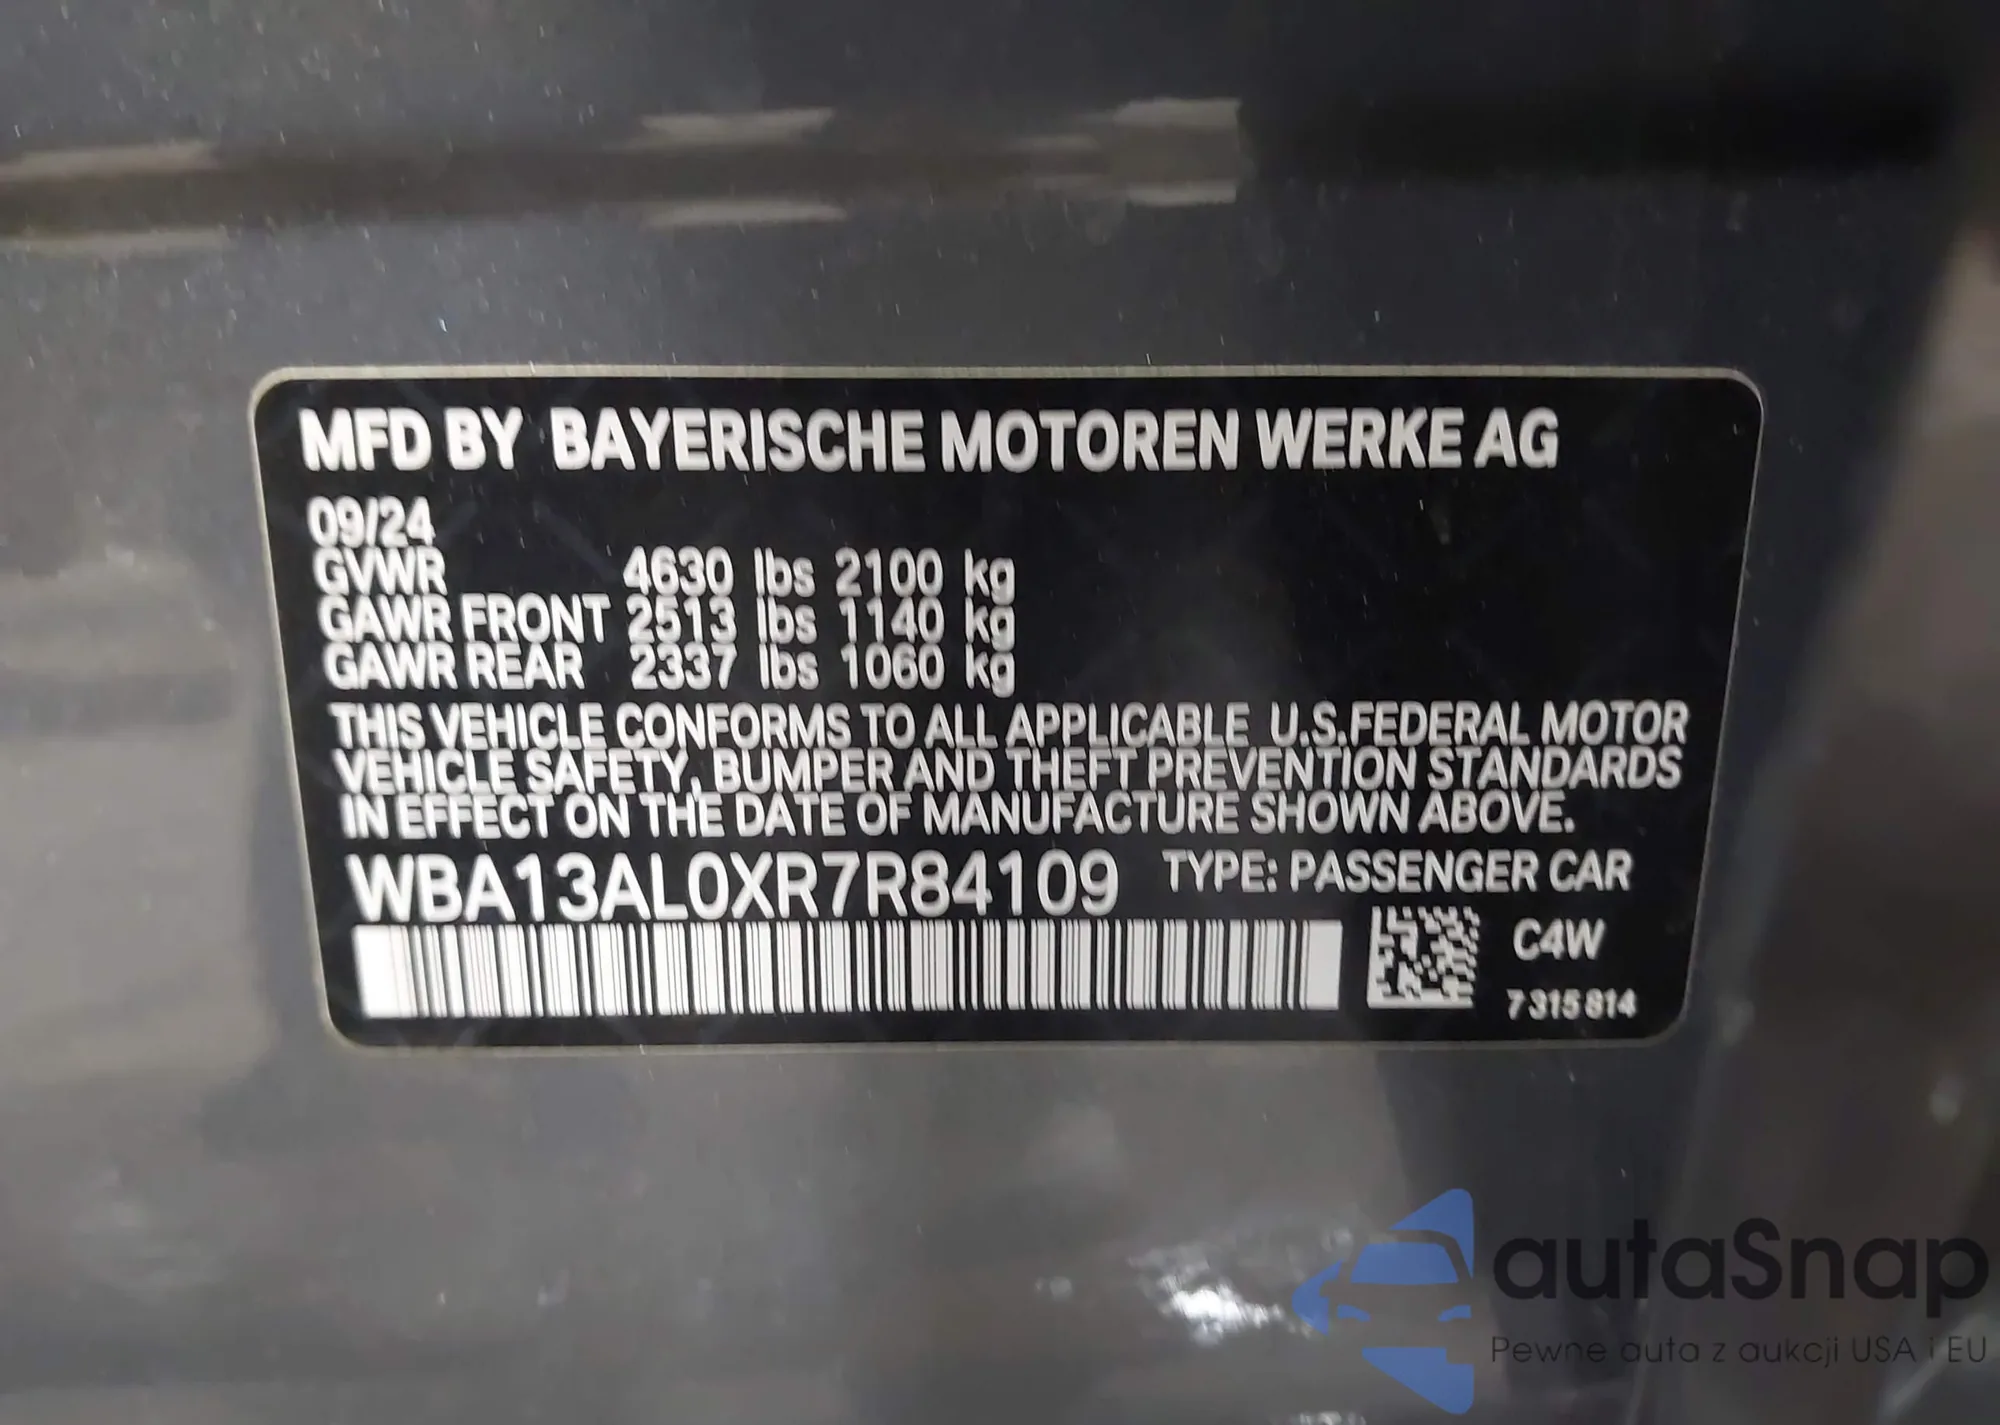 MFD BY BAYERISCHE MOTOREN WERKE AG
09/24
GVWR 4630 lbs 2100 kg
GAWR FRONT 2513 lbs 1140 kg
GAWR REAR 2337 lbs 1060 kg
THIS VEHICLE CONFORMS TO ALL APPLICABLE U.S.FEDERAL MOTOR
VEHICLE SAFETY, BUMPER AND THEFT PREVENTION STANDARDS
IN EFFECT ON THE DATE OF MANUFACTURE SHOWN ABOVE.
WBA13AL0XR7R84109 TYPE: PASSENGER CAR
C4W
7315814
autaSnap
Pewne auta z aukcji USA i EU